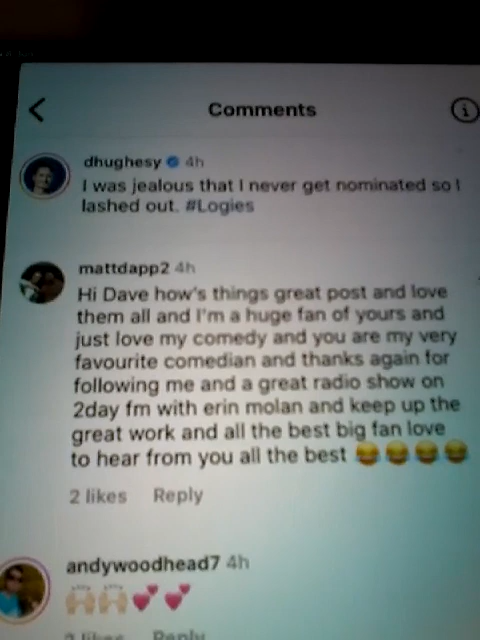 Comments
dhughesy 4h
I was jealous that I never get nominated so I
lashed out. #Logies
mattdapp2 4h
Hi Dave how's things great post and love
them all and I'm a huge fan of yours and
just love my comedy and you are my very
favourite comedian and thanks again for
following me and a great radio show on
2day fm with erin molan and keep up the
great work and all the best big fan love
to hear from you all the best 😂😂😂😂
2 likes Reply
andywoodhead7 4h
🙌🏼🙌🏼💕💕
2 likes Reply